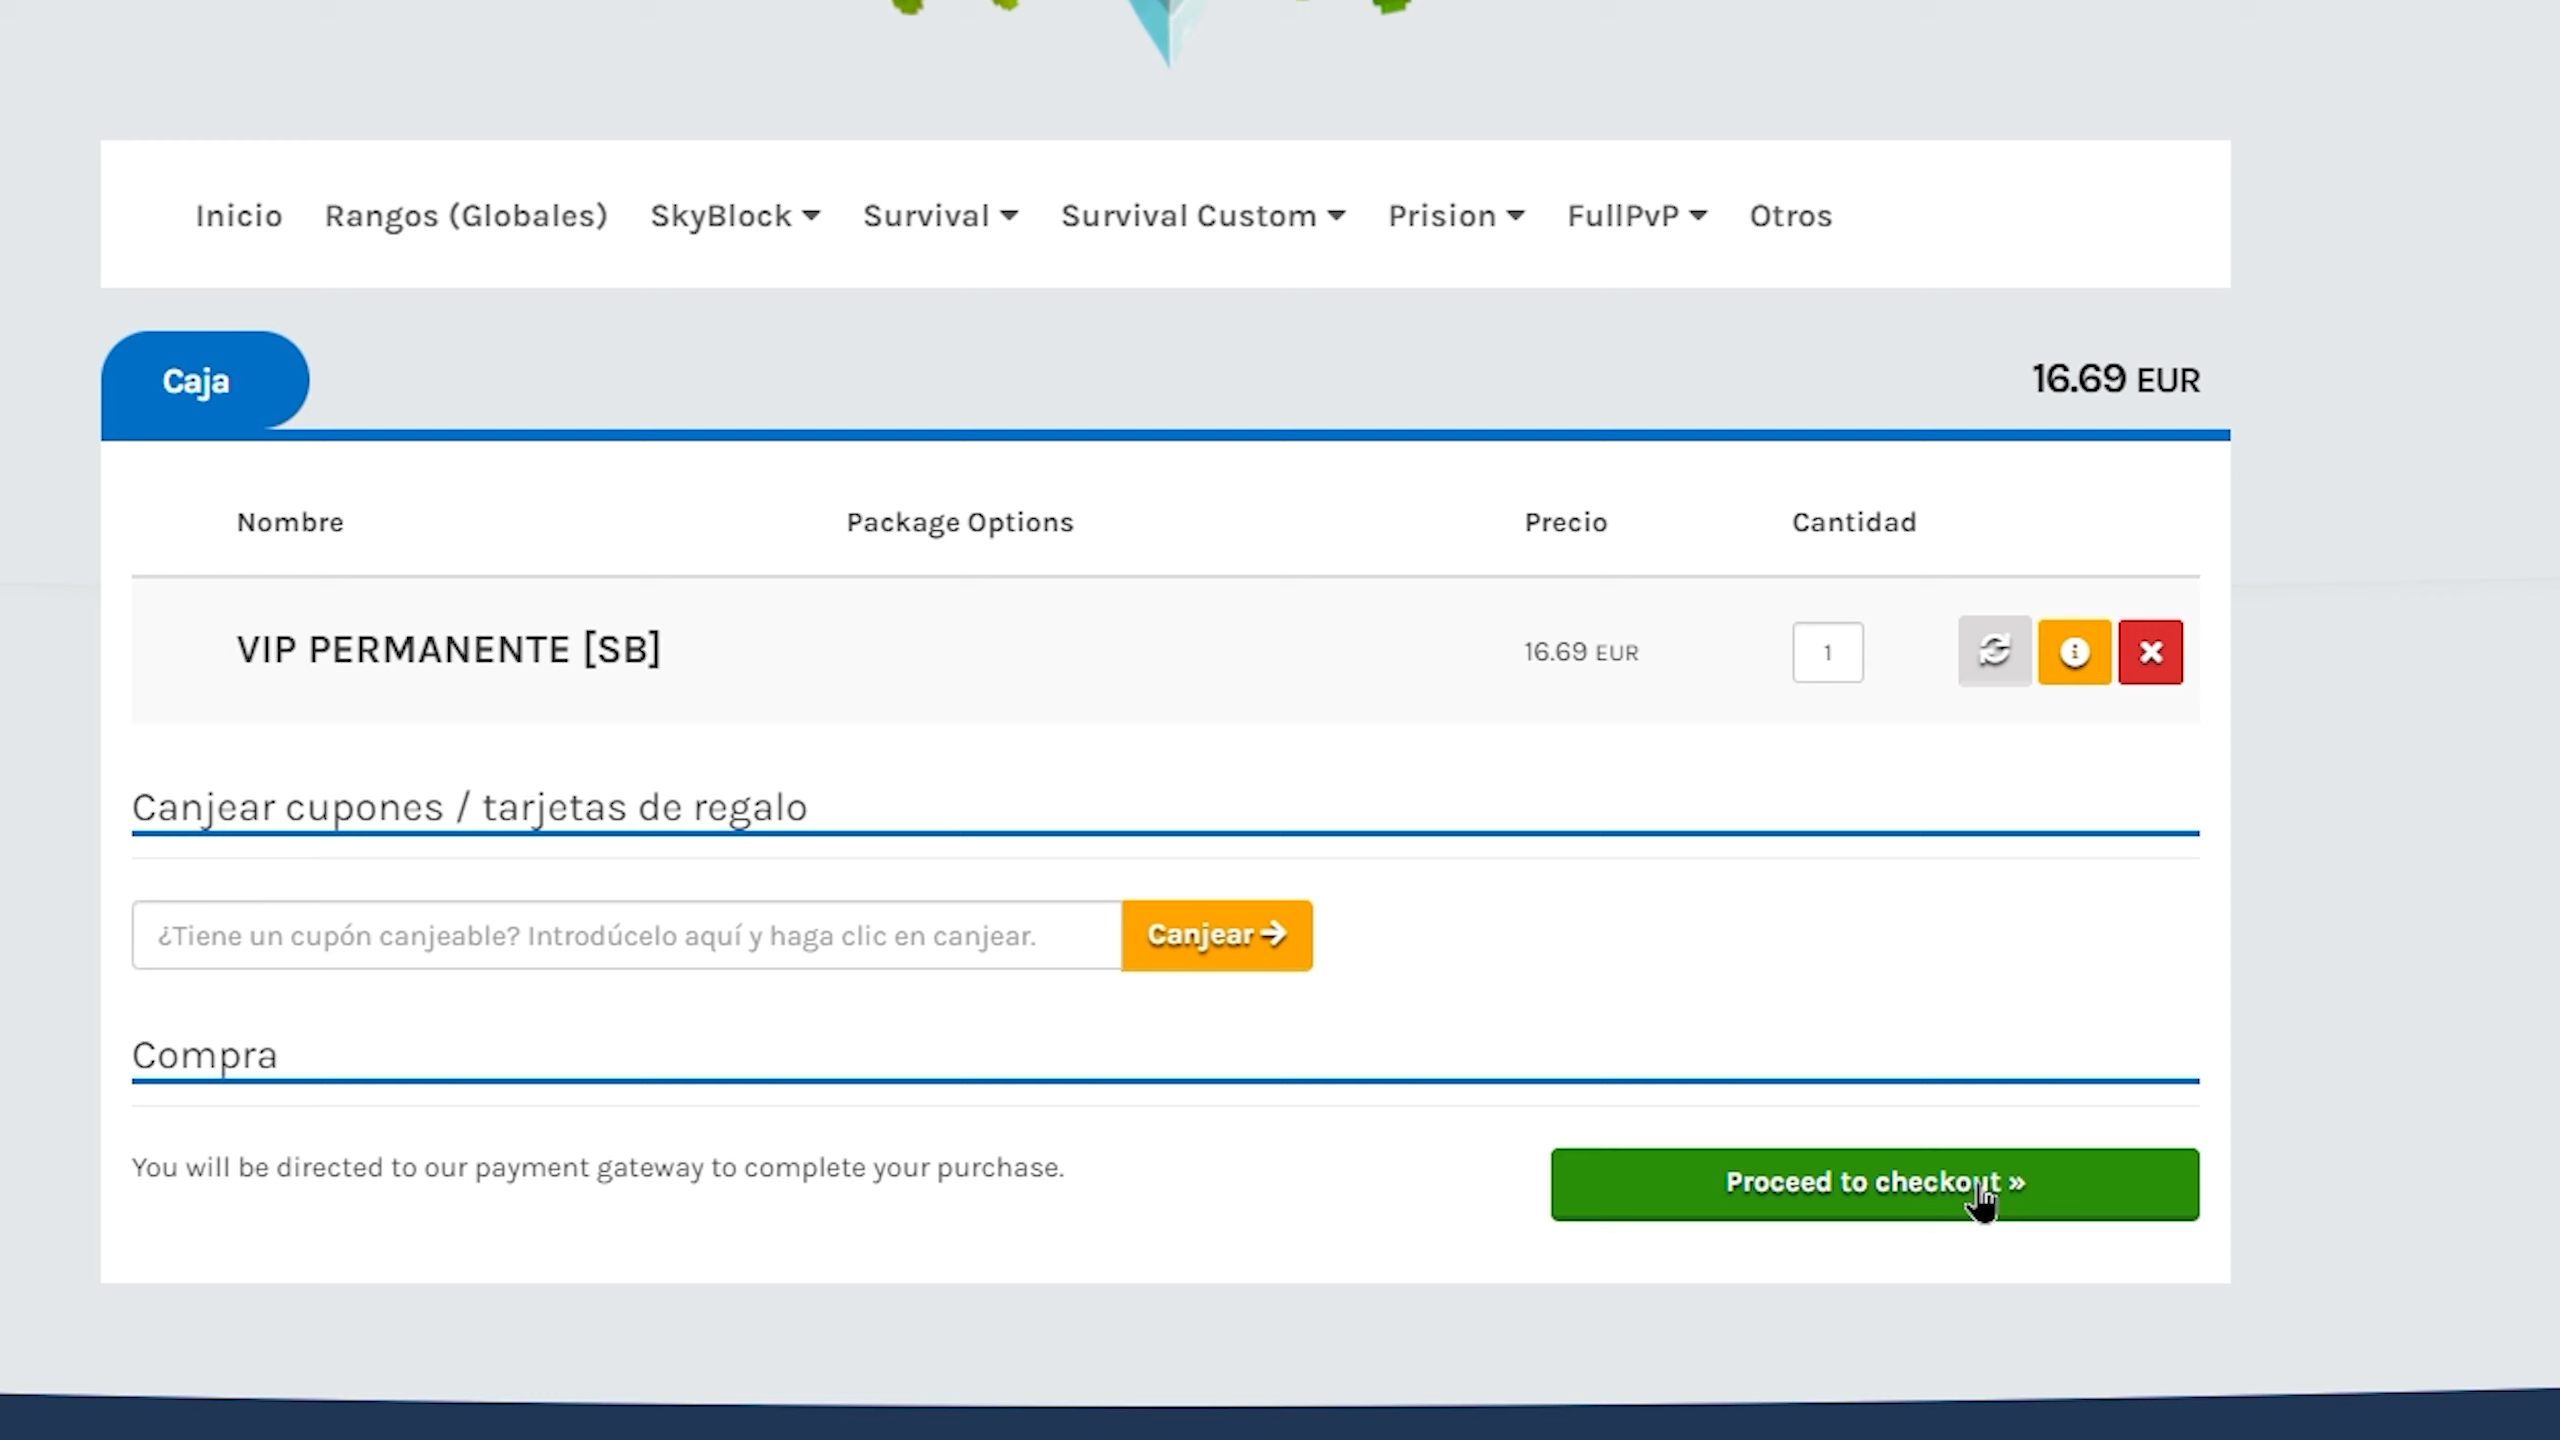 Inicio Rangos (Globales) SkyBlock Survival Survival Custom Prision FullPvP Otros
Caja 16.69 EUR
Nombre Package Options Precio Cantidad
VIP PERMANENTE [SB] 16.69 EUR 1
Canjear cupones / tarjetas de regalo
¿Tiene un cupón canjeable? Introdúcelo aquí y haga clic en canjear. Canjear
Compra
You will be directed to our payment gateway to complete your purchase. Proceed to checkout »